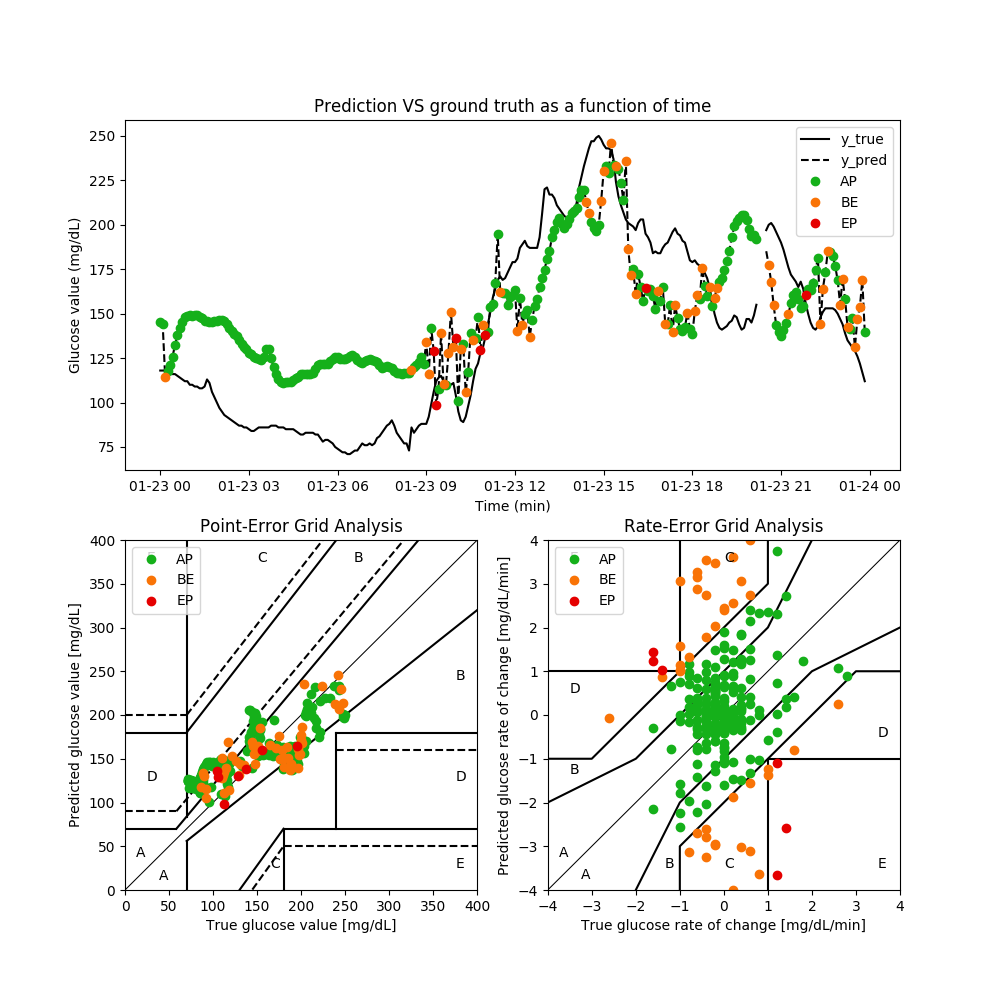 Prediction VS ground truth as a function of time
Glucose value (mg/dL)
250
225
200
175
150
125
100
75
y_true
y_pred
AP
BE
EP
01-23 00 01-23 03 01-23 06 01-23 09 01-23 12 01-23 15 01-23 18 01-23 21 01-24 00
Time (min)
Point-Error Grid Analysis
Predicted glucose value [mg/dL]
400
350
300
250
200
150
100
50
0
AP
BE
EP
C
B
B
D
D
A
A
C
E
0 50 100 150 200 250 300 350 400
True glucose value [mg/dL]
Rate-Error Grid Analysis
Predicted glucose rate of change [mg/dL/min]
4
3
2
1
0
−1
−2
−3
−4
AP
BE
EP
C
D
D
B
A
A
B
C
E
−4 −3 −2 −1 0 1 2 3 4
True glucose rate of change [mg/dL/min]